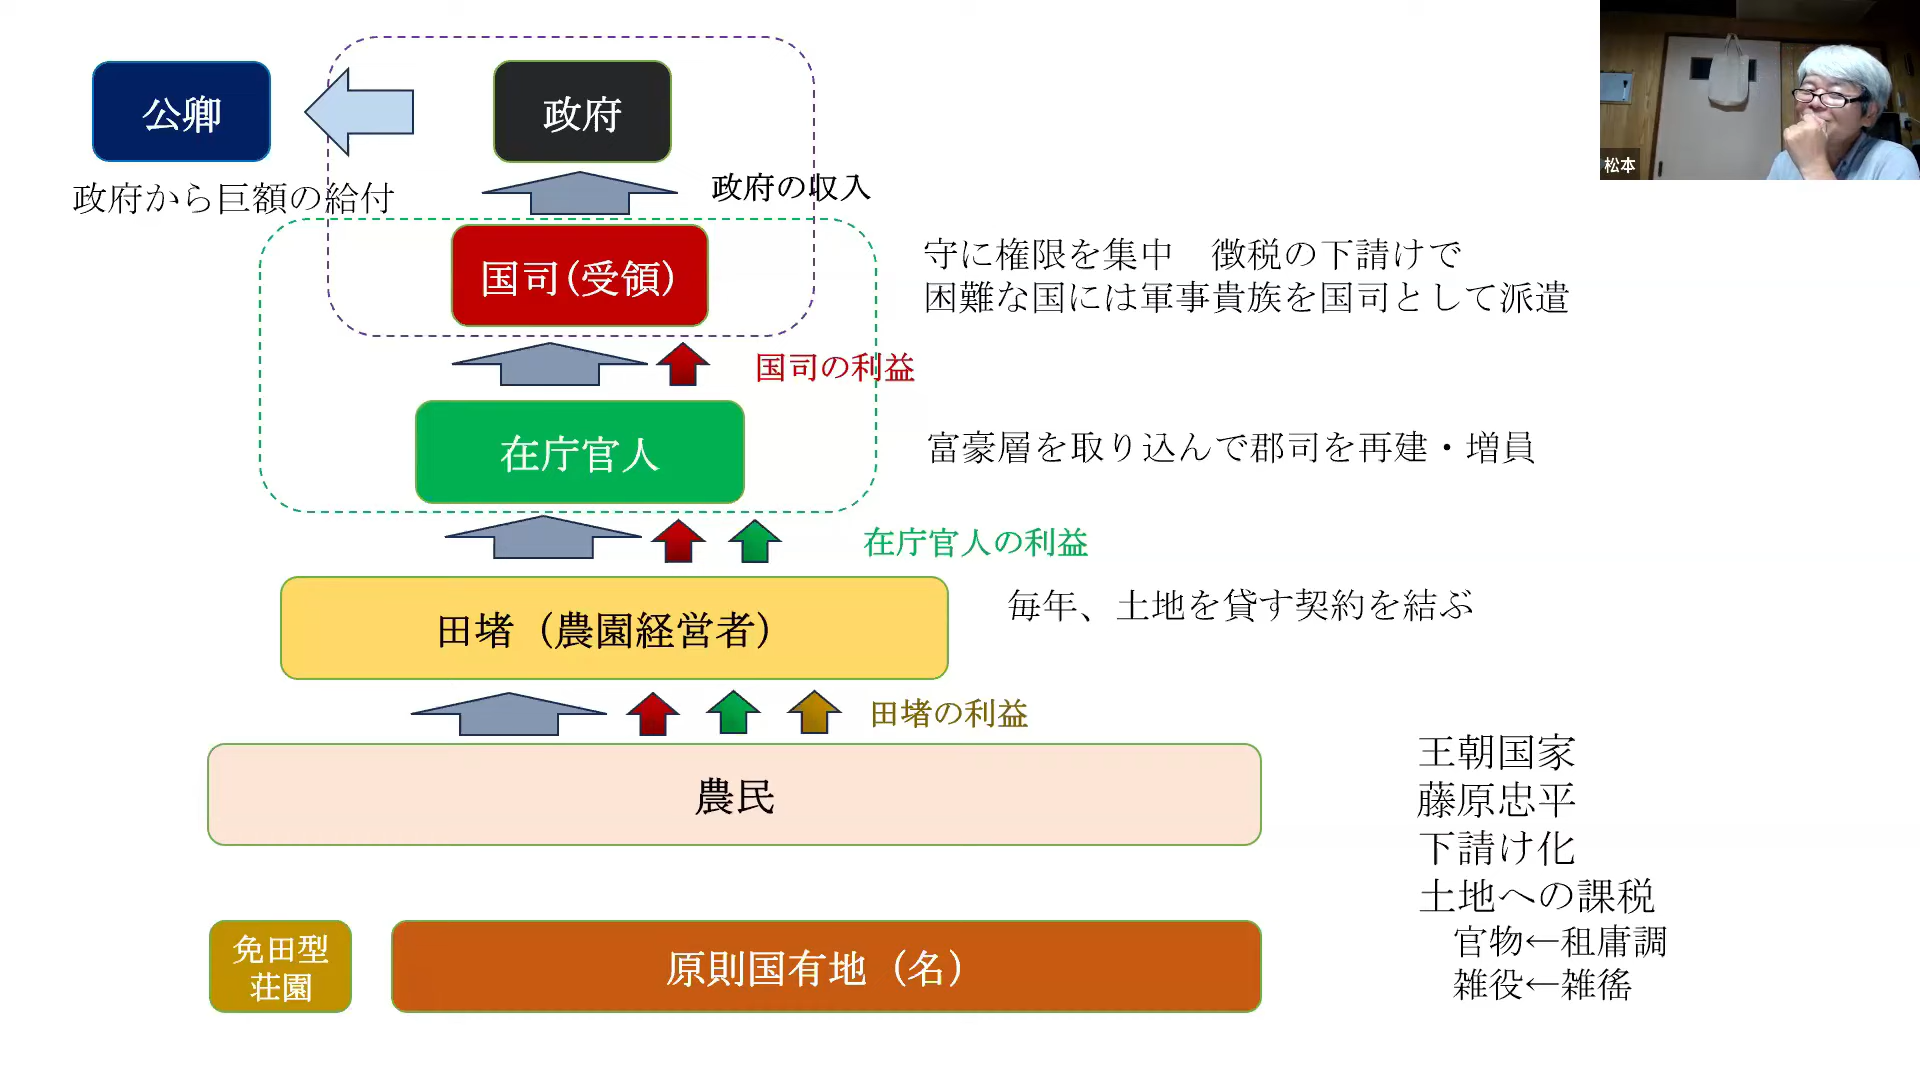 公卿
政府
松本
政府から巨額の給付
政府の収入
国司(受領)
守に権限を集中　徴税の下請けで
困難な国には軍事貴族を国司として派遣
国司の利益
在庁官人
富豪層を取り込んで郡司を再建・増員
在庁官人の利益
田堵（農園経営者）
毎年、土地を貸す契約を結ぶ
田堵の利益
農民
王朝国家
藤原忠平
下請け化
土地への課税
官物←租庸調
雑役←雑徭
免田型
荘園
原則国有地（名）